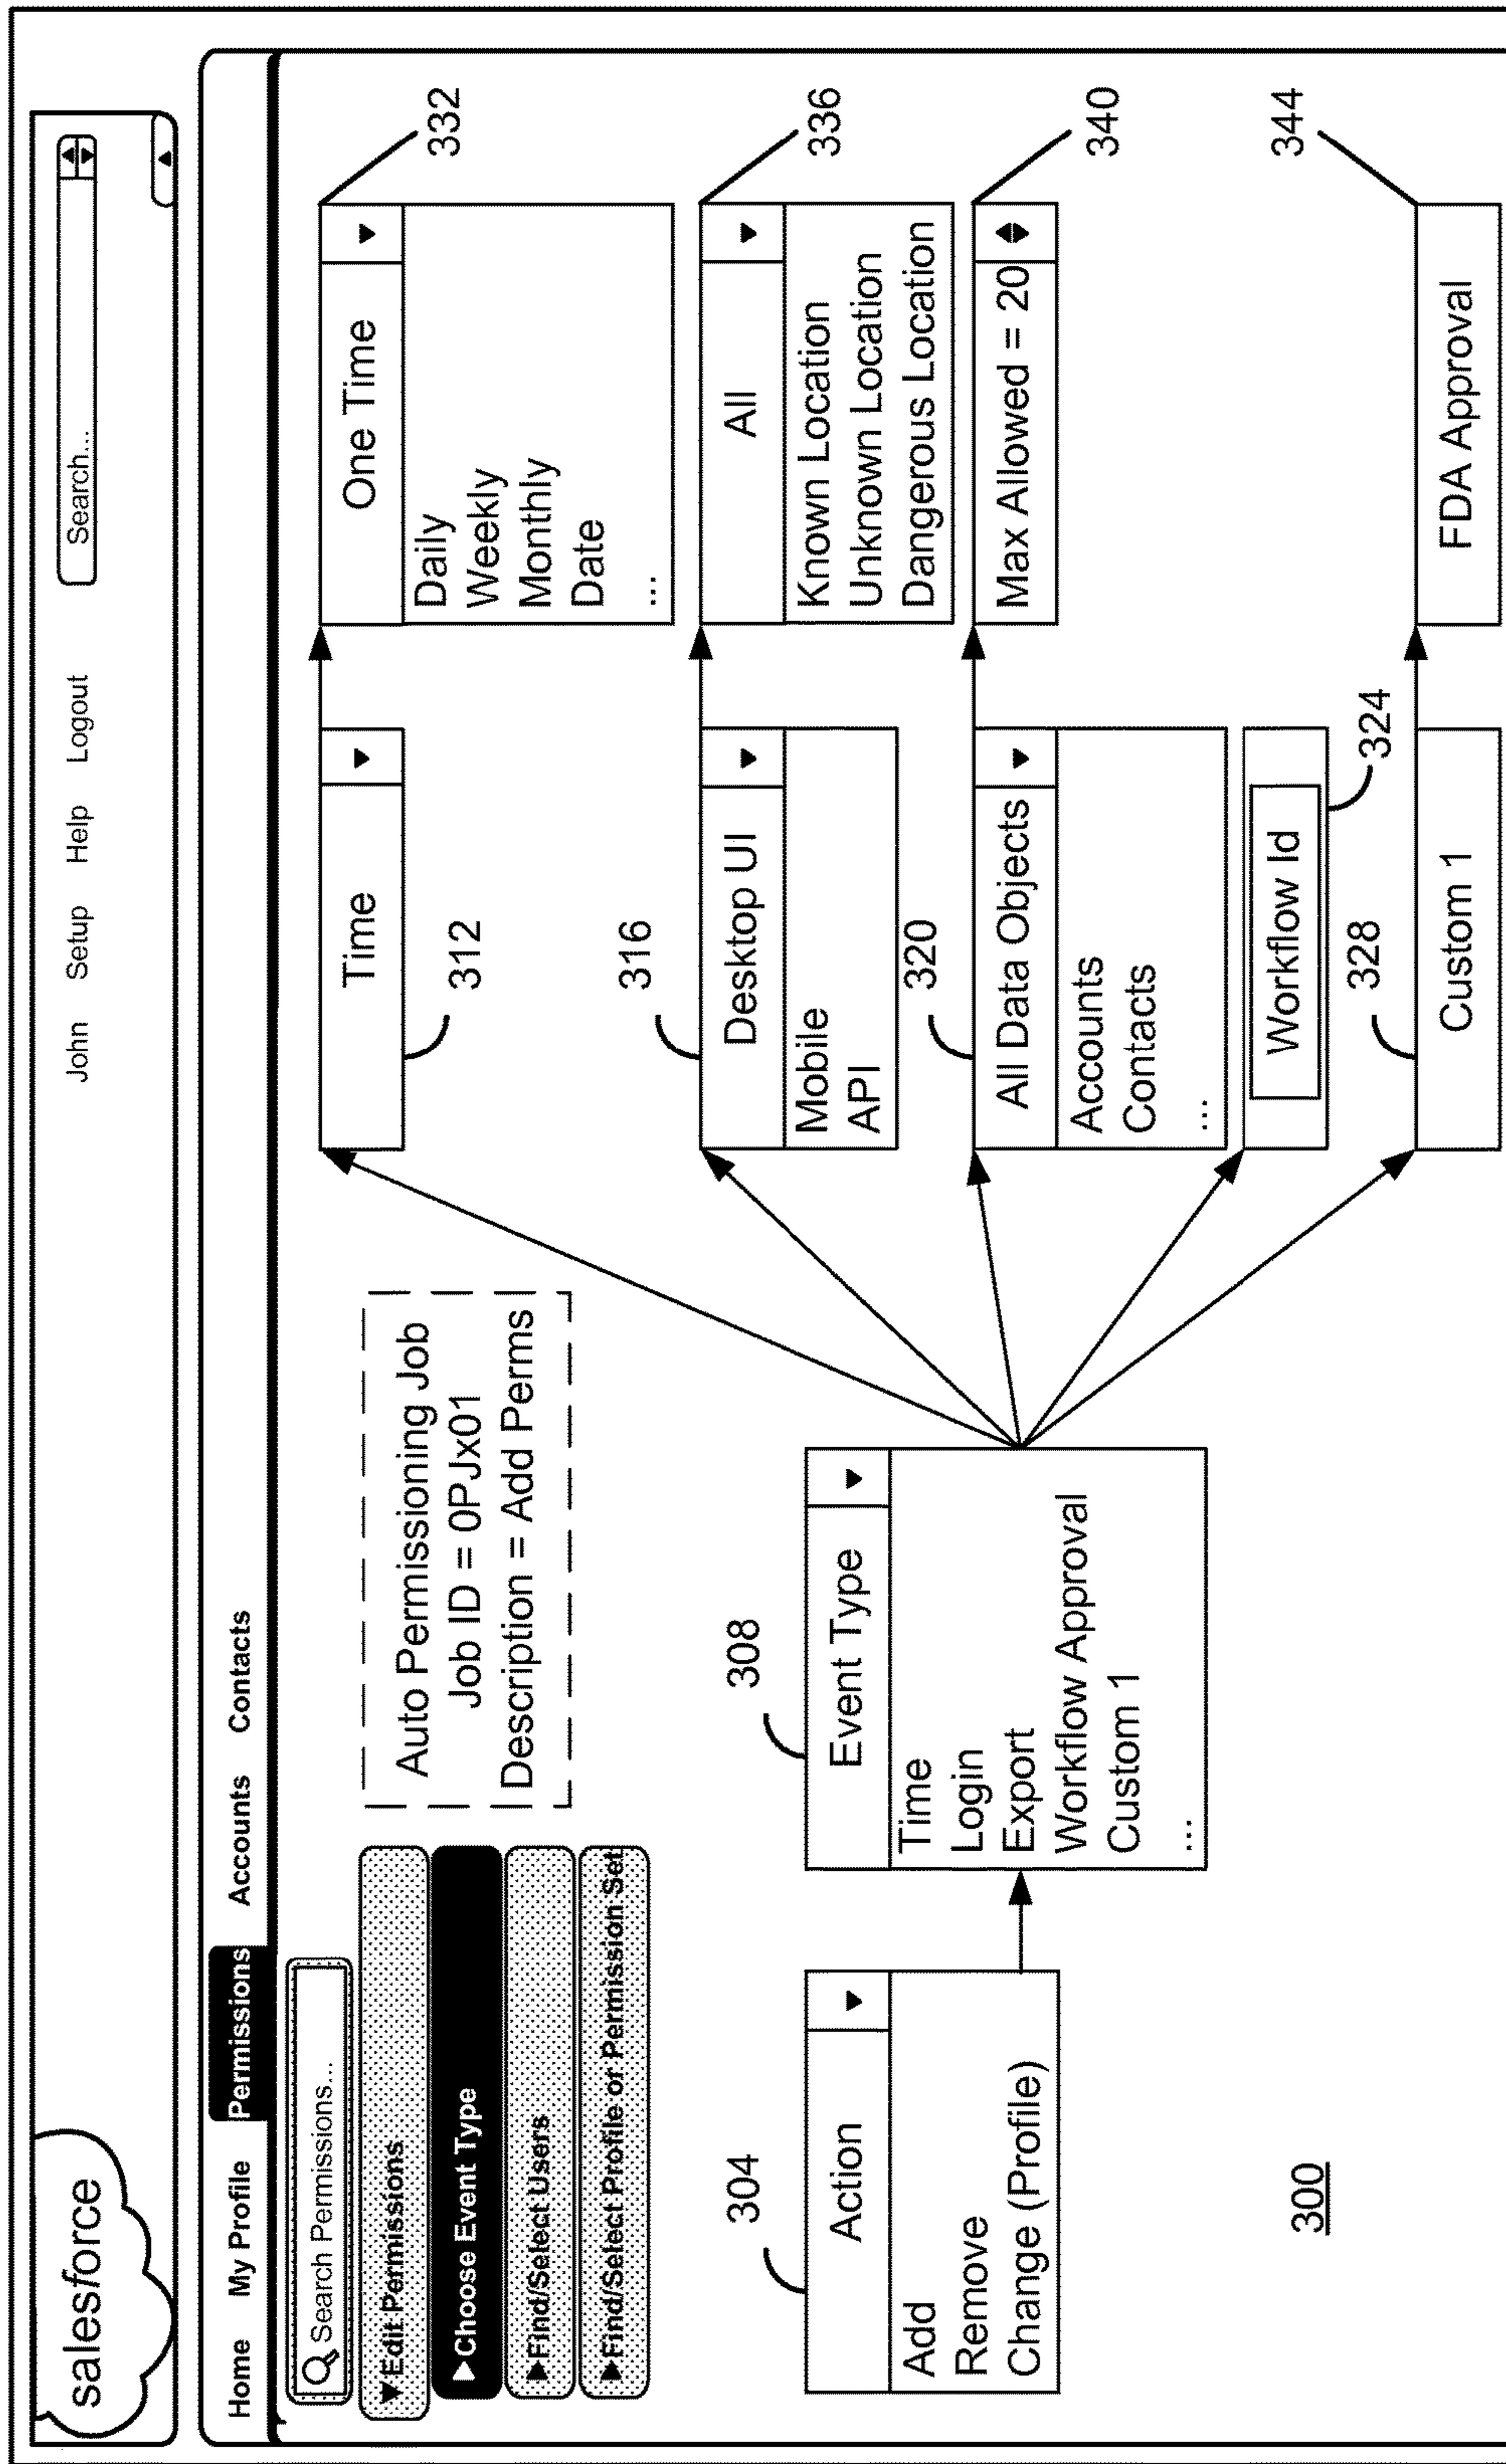 salesforce
John Setup Help Logout
Search...
Home My Profile Permissions Accounts Contacts
Search Permissions...
Edit Permissions
Choose Event Type
Find/Select Users
Find/Select Profile or Permission Set
Auto Permissioning Job
Job ID = 0PJx01
Description = Add Perms
304
Action
Add
Remove
Change (Profile)
308
Event Type
Time
Login
Export
Workflow Approval
Custom 1
...
Time
312
316
Desktop UI
Mobile
API
320
All Data Objects
Accounts
Contacts
...
Workflow Id
324
328
Custom 1
One Time
332
Daily
Weekly
Monthly
Date
...
336
All
Known Location
Unknown Location
Dangerous Location
340
Max Allowed = 20
344
FDA Approval
300